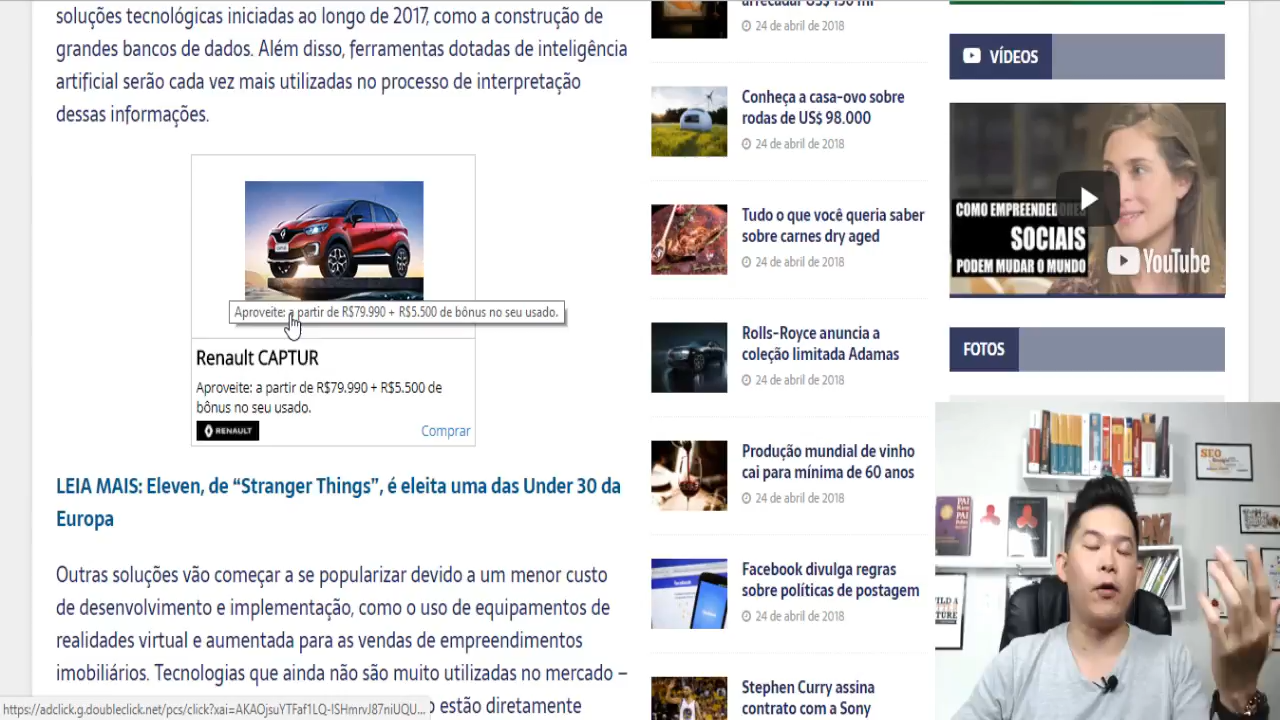 soluções tecnológicas iniciadas ao longo de 2017, como a construção de
grandes bancos de dados. Além disso, ferramentas dotadas de inteligência
artificial serão cada vez mais utilizadas no processo de interpretação
dessas informações.
Aproveite: a partir de R$79.990 + R$5.500 de bônus no seu usado.
Renault CAPTUR
Aproveite: a partir de R$79.990 + R$5.500 de
bônus no seu usado.
RENAULT
Comprar
LEIA MAIS: Eleven, de “Stranger Things”, é eleita uma das Under 30 da
Europa
Outras soluções vão começar a se popularizar devido a um menor custo
de desenvolvimento e implementação, como o uso de equipamentos de
realidades virtual e aumentada para as vendas de empreendimentos
imobiliários. Tecnologias que ainda não são muito utilizadas no mercado –
estão diretamente
https://adclick.g.doubleclick.net/pcs/click?xai=AKAOjsuYTFaf1LQ-ISHmrvJ87niUQU...
24 de abril de 2018
Conheça a casa-ovo sobre
rodas de US$ 98.000
24 de abril de 2018
Tudo o que você queria saber
sobre carnes dry aged
24 de abril de 2018
Rolls-Royce anuncia a
coleção limitada Adamas
24 de abril de 2018
Produção mundial de vinho
cai para mínima de 60 anos
24 de abril de 2018
Facebook divulga regras
sobre políticas de postagem
24 de abril de 2018
Stephen Curry assina
contrato com a Sony
VÍDEOS
COMO EMPREENDEDORES
SOCIAIS
PODEM MUDAR O MUNDO
YouTube
FOTOS
SEO
PAI
PAI